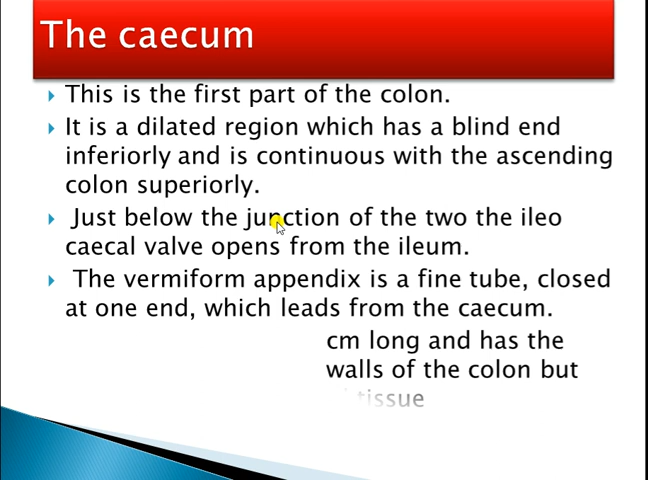 The caecum
This is the first part of the colon.
It is a dilated region which has a blind end
inferiorly and is continuous with the ascending
colon superiorly.
Just below the junction of the two the ileo
caecal valve opens from the ileum.
The vermiform appendix is a fine tube, closed
at one end, which leads from the caecum.
cm long and has the
walls of the colon but
tissue